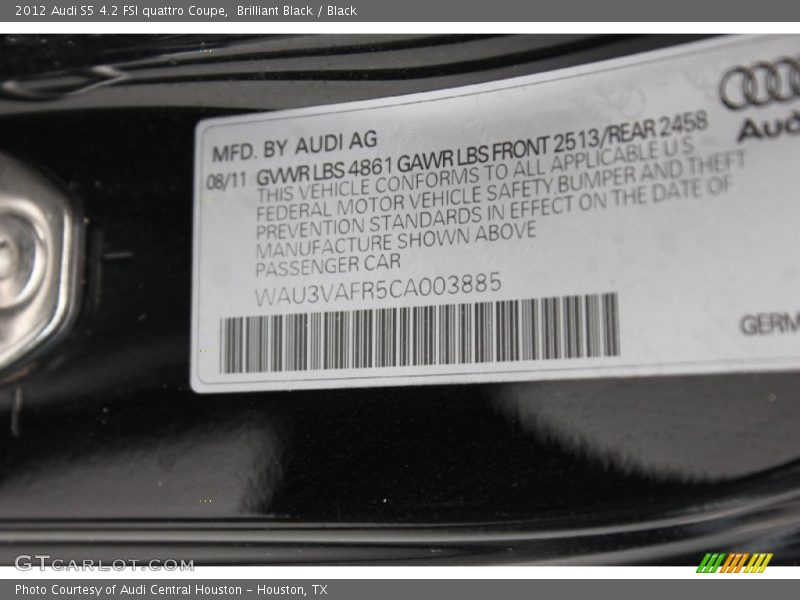 2012 Audi S5 4.2 FSI quattro Coupe,  Brilliant Black / Black
Audi
MFD. BY AUDI AG
08/11 GVWR LBS 4861 GAWR LBS FRONT 2513/REAR 2458
THIS VEHICLE CONFORMS TO ALL APPLICABLE U S
FEDERAL MOTOR VEHICLE SAFETY,BUMPER AND THEFT
PREVENTION STANDARDS IN EFFECT ON THE DATE OF
MANUFACTURE SHOWN ABOVE
PASSENGER CAR
WAU3VAFR5CA003885
GTCARLOT.COM
Photo Courtesy of Audi Central Houston - Houston, TX